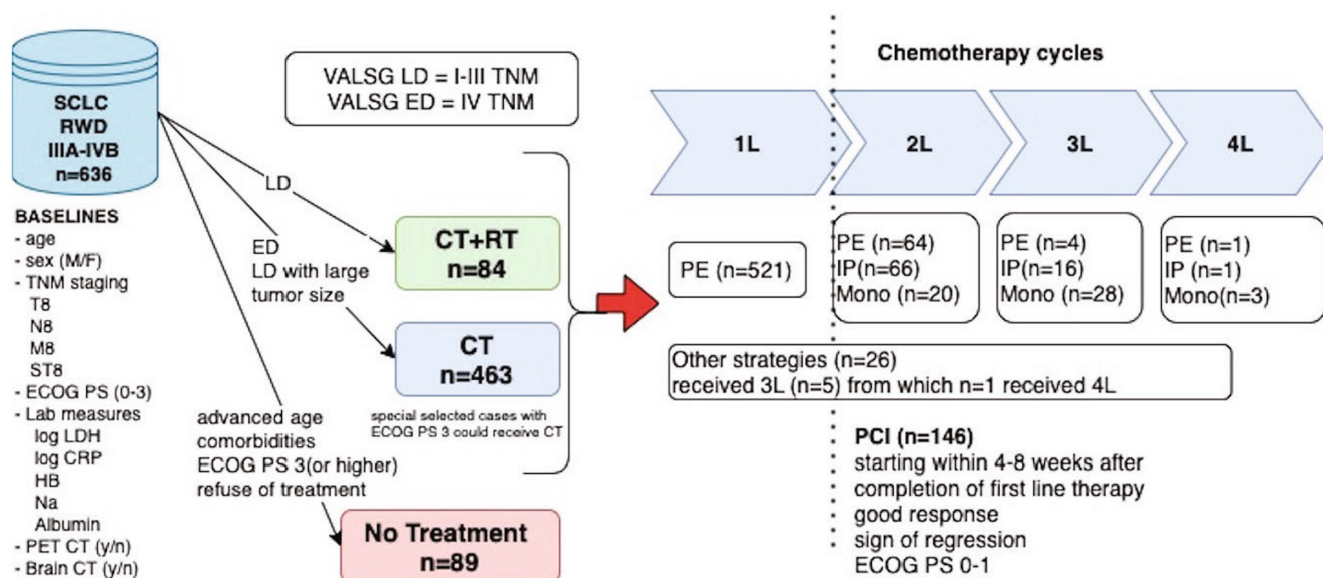 SCLC
RWD
IIIA-IVB
n=636
BASELINES
- age
- sex (M/F)
- TNM staging
T8
N8
M8
ST8
- ECOG PS (0-3)
- Lab measures
log LDH
log CRP
HB
Na
Albumin
- PET CT (y/n)
- Brain CT (y/n)
VALSG LD = I-III TNM
VALSG ED = IV TNM
LD
ED
LD with large
tumor size
advanced age
comorbidities
ECOG PS 3(or higher)
refuse of treatment
CT+RT
n=84
CT
n=463
special selected cases with
ECOG PS 3 could receive CT
No Treatment
n=89
Chemotherapy cycles
1L
2L
3L
4L
PE (n=521)
PE (n=64)
IP(n=66)
Mono (n=20)
PE (n=4)
IP(n=16)
Mono (n=28)
PE (n=1)
IP (n=1)
Mono(n=3)
Other strategies (n=26)
received 3L (n=5) from which n=1 received 4L
PCI (n=146)
starting within 4-8 weeks after
completion of first line therapy
good response
sign of regression
ECOG PS 0-1